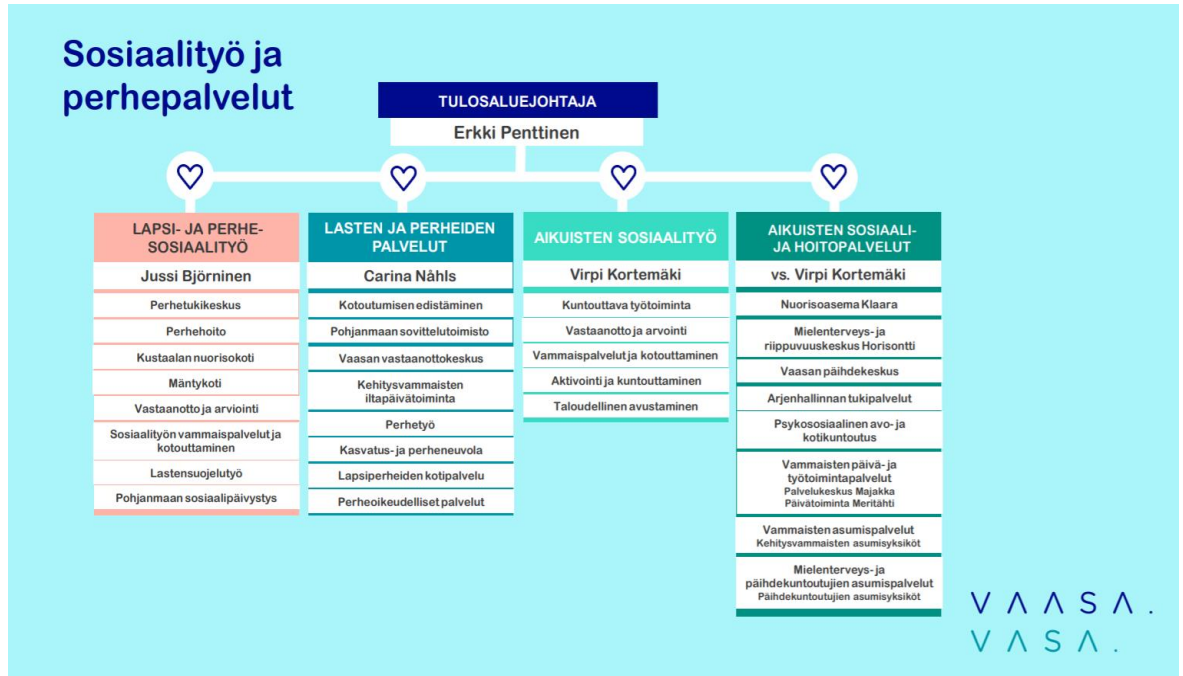 Sosiaalityö ja
perhepalvelut
TULOSALUEJOHTAJA
Erkki Penttinen
LAPSI- JA PERHE-
SOSIAALITYÖ
Jussi Björninen
Perhetukikeskus
Perhehoito
Kustaalan nuorisokoti
Mäntykoti
Vastaanotto ja arviointi
Sosiaalityön vammaispalvelut ja
kotouttaminen
Lastensuojelutyö
Pohjanmaan sosiaalipäivystys
LASTEN JA PERHEIDEN
PALVELUT
Carina Nåhls
Kotoutumisen edistäminen
Pohjanmaan sovittelutoimisto
Vaasan vastaanottokeskus
Kehitysvammaisten
iltapäivätoiminta
Perhetyö
Kasvatus- ja perheneuvola
Lapsiperheiden kotipalvelu
Perheoikeudelliset palvelut
AIKUISTEN SOSIAALITYÖ
Virpi Kortemäki
Kuntouttava työtoiminta
Vastaanotto ja arvointi
Vammaispalvelut ja kotouttaminen
Aktivointi ja kuntouttaminen
Taloudellinen avustaminen
AIKUISTEN SOSIAALI-
JA HOITOPALVELUT
vs. Virpi Kortemäki
Nuorisoasema Klaara
Mielenterveys- ja
riippuvuuskeskus Horisontti
Vaasan päihdekeskus
Arjenhallinnan tukipalvelut
Psykososiaalinen avo- ja
kotikuntoutus
Vammaisten päivä- ja
työtoimintapalvelut
Palvelukeskus Majakka
Päivätoiminta Meritähti
Vammaisten asumispalvelut
Kehitysvammaisten asumisyksiköt
Mielenterveys- ja
päihdekuntoutujien asumispalvelut
Päihdekuntoutujien asumisyksiköt
VAASA.
VASA.